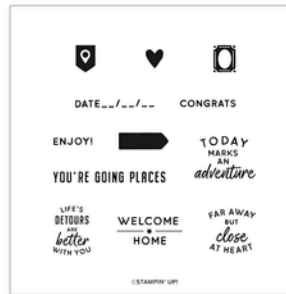 DATE__/__/__
CONGRATS
ENJOY!
TODAY
MARKS
AN
adventure
YOU'RE GOING PLACES
LIFE'S
DETOURS
ARE
better
WITH YOU
WELCOME
HOME
FAR AWAY
BUT
close
AT HEART
©STAMPIN' UP!